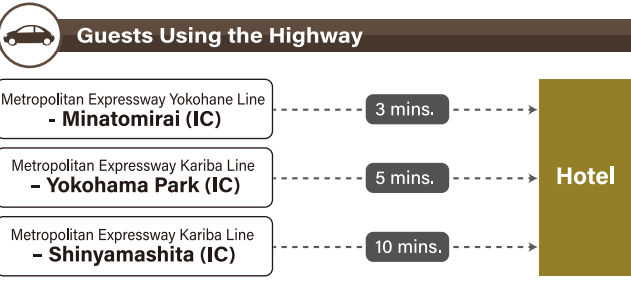 Guests Using the Highway
Metropolitan Expressway Yokohane Line
- Minatomirai (IC)
3 mins.
Metropolitan Expressway Kariba Line
– Yokohama Park (IC)
5 mins.
Hotel
Metropolitan Expressway Kariba Line
– Shinyamashita (IC)
10 mins.